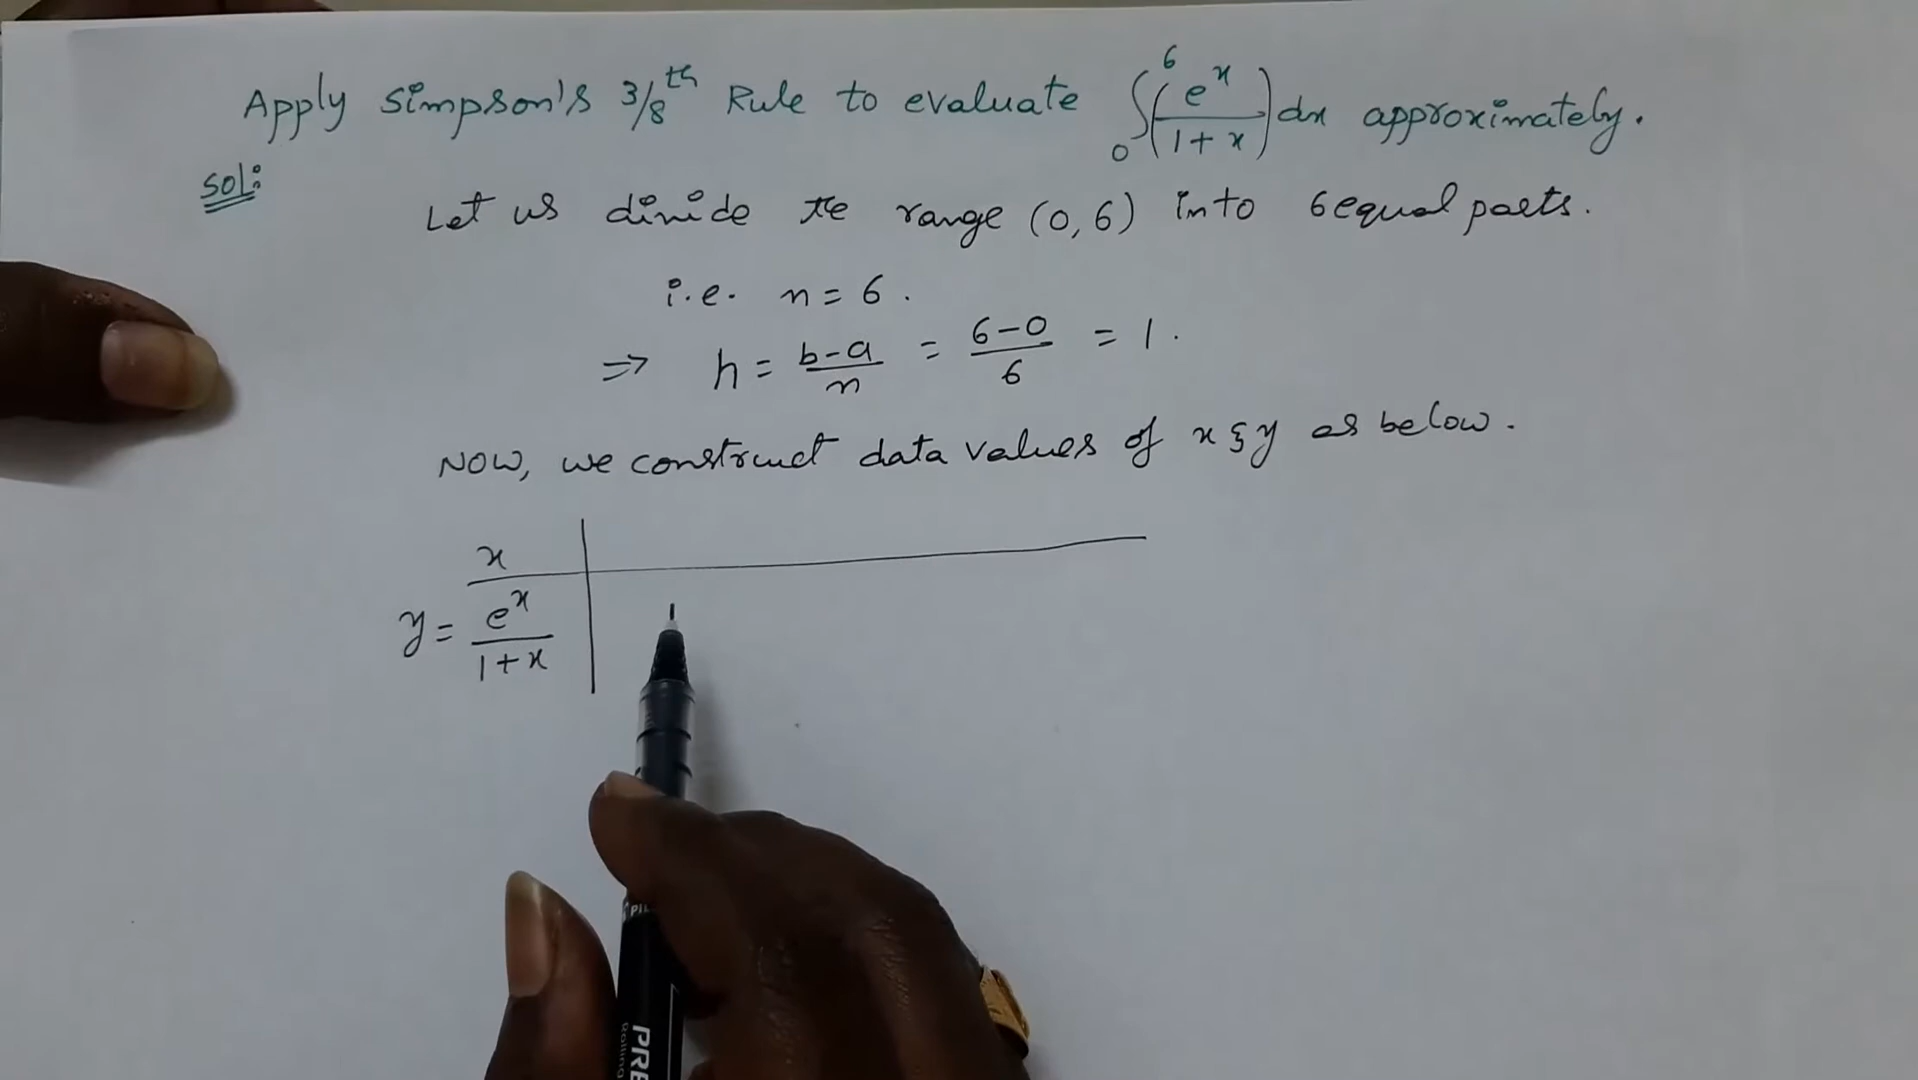 Apply Simpson's 3/8th Rule to evaluate ∫₀⁶ (eˣ/(1+x)) dx approximately.
Sol:
Let us divide the range (0,6) into 6 equal parts.
i.e. n = 6.
⇒ h = (b-a)/n = (6-0)/6 = 1.
Now, we construct data values of x & y as below.
x
y = eˣ/(1+x)
PRE